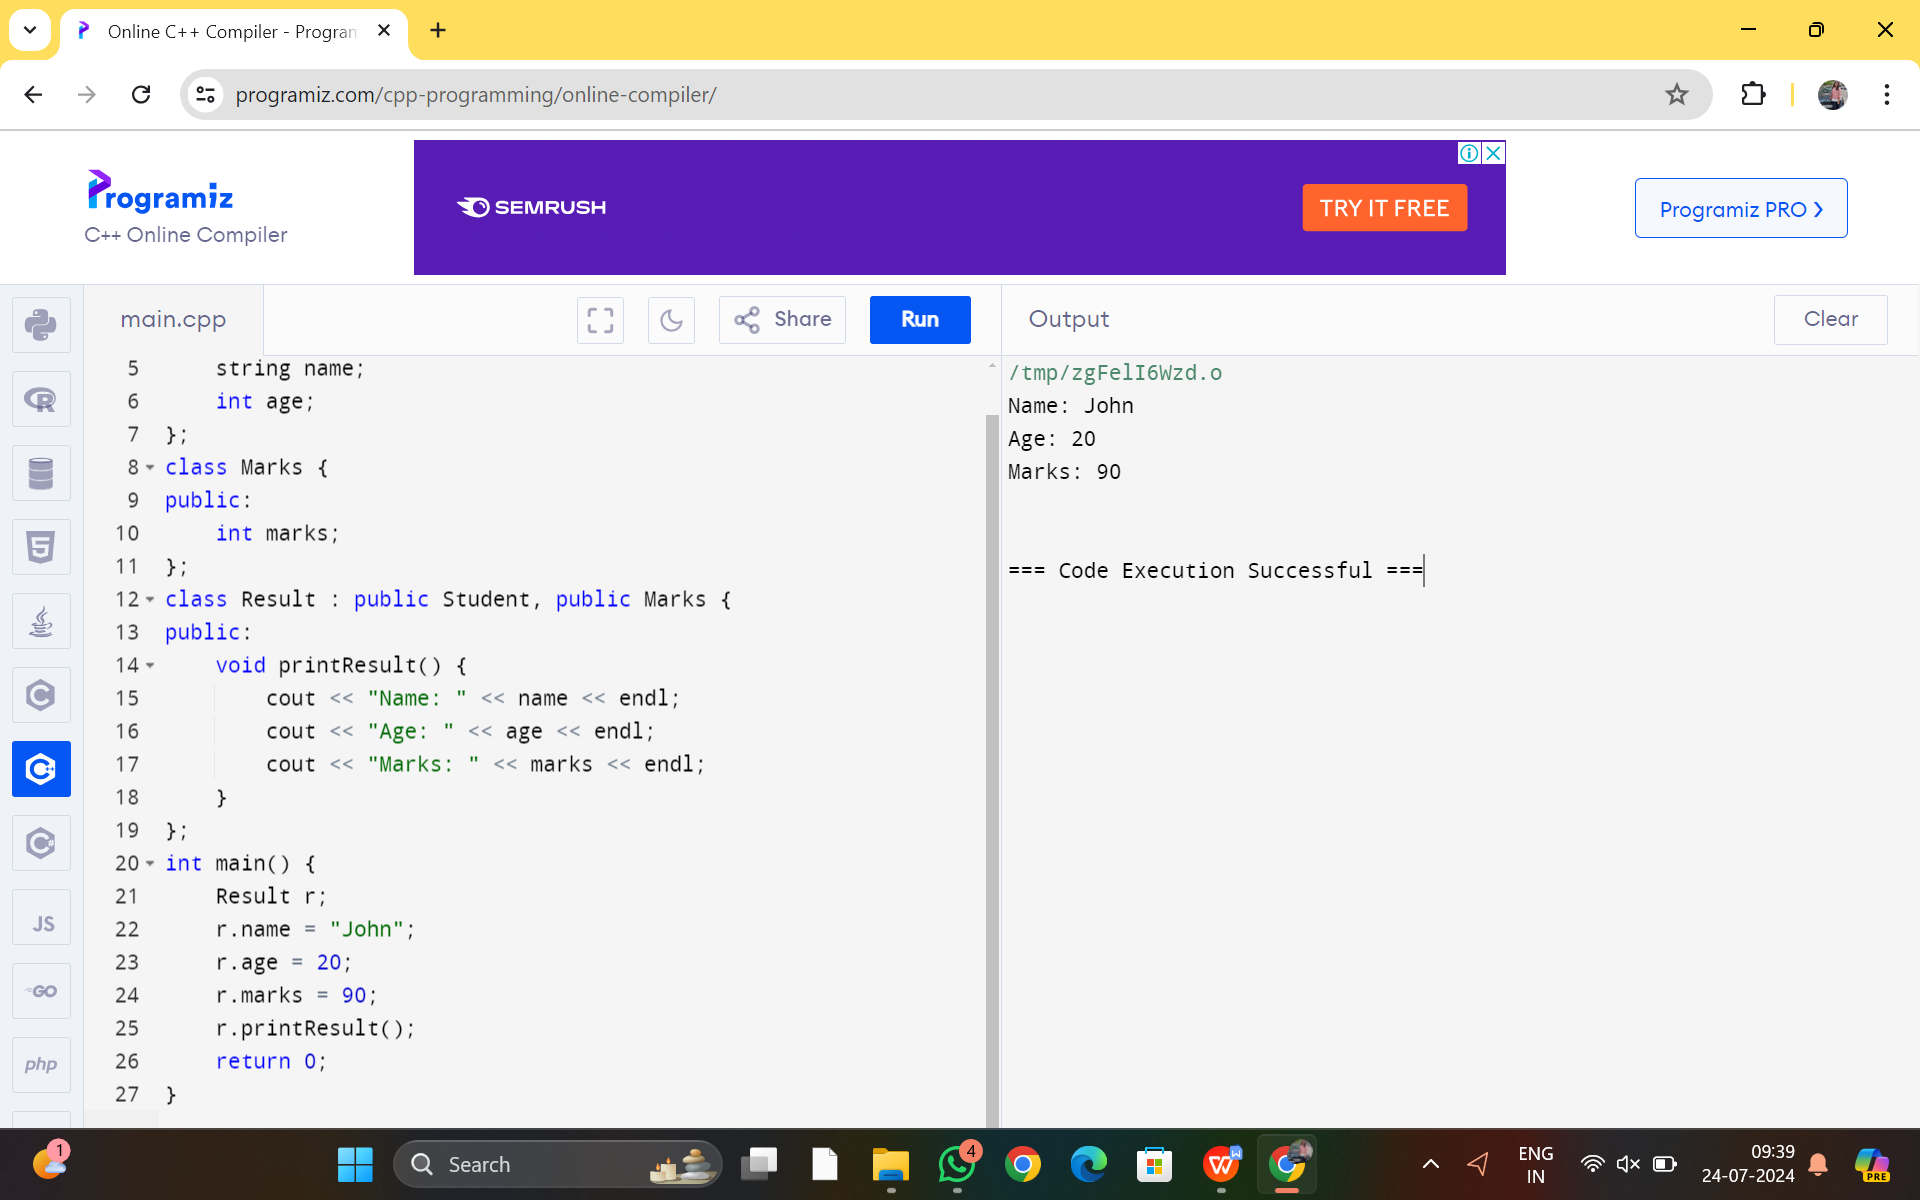 Online C++ Compiler - Program
programiz.com/cpp-programming/online-compiler/
Programiz
C++ Online Compiler
SEMRUSH
TRY IT FREE
Programiz PRO
main.cpp
Share
Run
Output
Clear
5 string name;
6 int age;
7 };
8 class Marks {
9 public:
10 int marks;
11 };
12 class Result : public Student, public Marks {
13 public:
14 void printResult() {
15 cout << "Name: " << name << endl;
16 cout << "Age: " << age << endl;
17 cout << "Marks: " << marks << endl;
18 }
19 };
20 int main() {
21 Result r;
22 r.name = "John";
23 r.age = 20;
24 r.marks = 90;
25 r.printResult();
26 return 0;
27 }
/tmp/zgFelI6Wzd.o
Name: John
Age: 20
Marks: 90
=== Code Execution Successful ===
R
5
C
C++
C#
JS
GO
php
1
Search
4
W
W
ENG
IN
09:39
24-07-2024
PRE